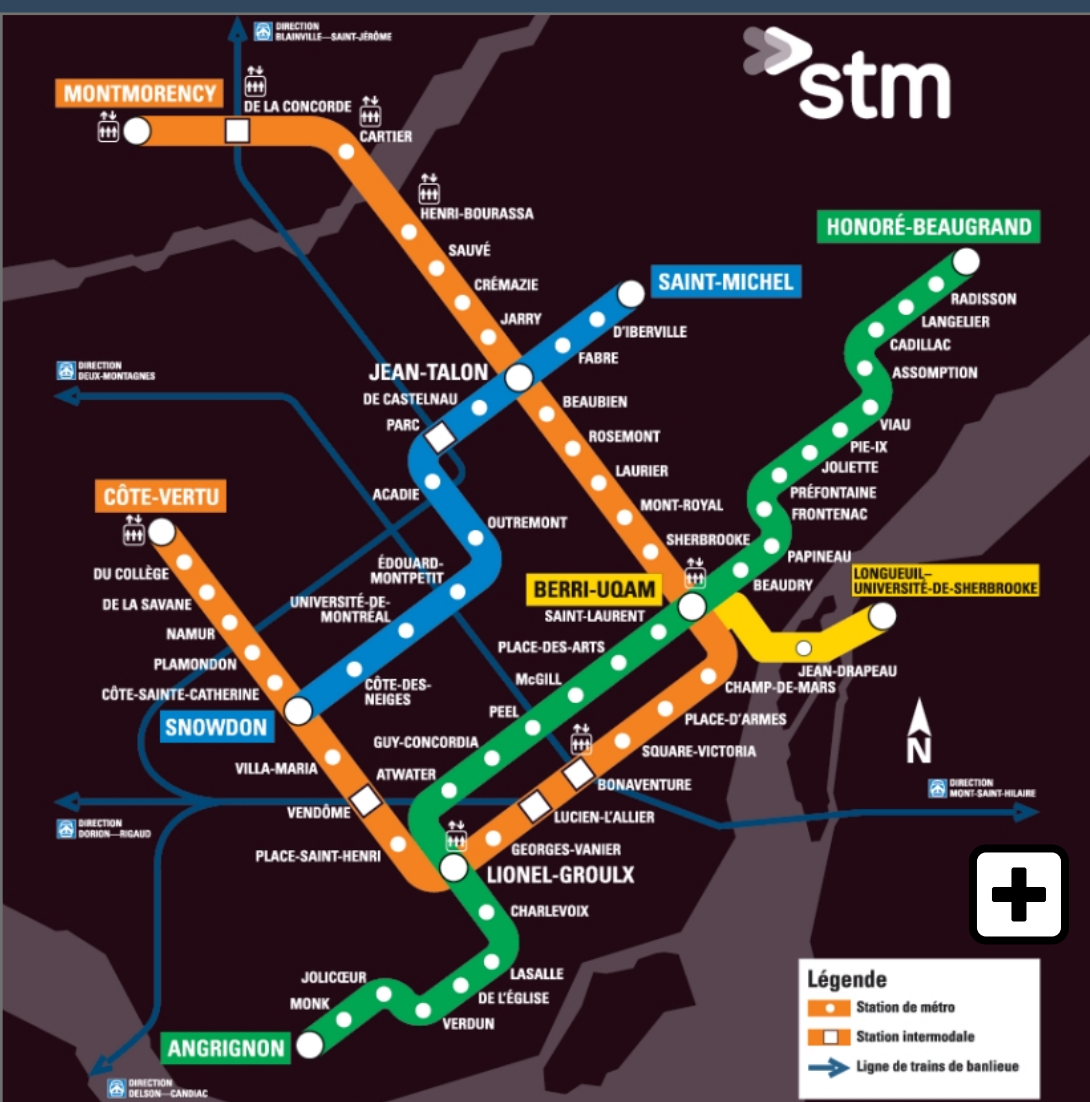 DIRECTION
BLAINVILLE—SAINT-JÉRÔME
stm
MONTMORENCY
DE LA CONCORDE
CARTIER
HENRI-BOURASSA
SAUVÉ
CRÉMAZIE
JARRY
HONORÉ-BEAUGRAND
RADISSON
LANGELIER
CADILLAC
ASSOMPTION
VIAU
PIE-IX
JOLIETTE
PRÉFONTAINE
FRONTENAC
PAPINEAU
BEAUDRY
SAINT-MICHEL
D'IBERVILLE
FABRE
JEAN-TALON
DE CASTELNAU
PARC
ACADIE
OUTREMONT
ÉDOUARD-
MONTPETIT
UNIVERSITÉ-DE-
MONTRÉAL
CÔTE-DES-
NEIGES
SNOWDON
DIRECTION
DEUX-MONTAGNES
BEAUBIEN
ROSEMONT
LAURIER
MONT-ROYAL
SHERBROOKE
BERRI-UQAM
LONGUEUIL–
UNIVERSITÉ-DE-SHERBROOKE
JEAN-DRAPEAU
CÔTE-VERTU
DU COLLÈGE
DE LA SAVANE
NAMUR
PLAMONDON
CÔTE-SAINTE-CATHERINE
VILLA-MARIA
VENDÔME
PLACE-SAINT-HENRI
SAINT-LAURENT
PLACE-DES-ARTS
McGILL
PEEL
GUY-CONCORDIA
ATWATER
CHAMP-DE-MARS
PLACE-D'ARMES
SQUARE-VICTORIA
BONAVENTURE
LUCIEN-L'ALLIER
GEORGES-VANIER
LIONEL-GROULX
CHARLEVOIX
LASALLE
DE L'ÉGLISE
VERDUN
JOLICŒUR
MONK
ANGRIGNON
N
DIRECTION
MONT-SAINT-HILAIRE
DIRECTION
DORION—RIGAUD
DIRECTION
DELSON—CANDIAC
Légende
Station de métro
Station intermodale
Ligne de trains de banlieue